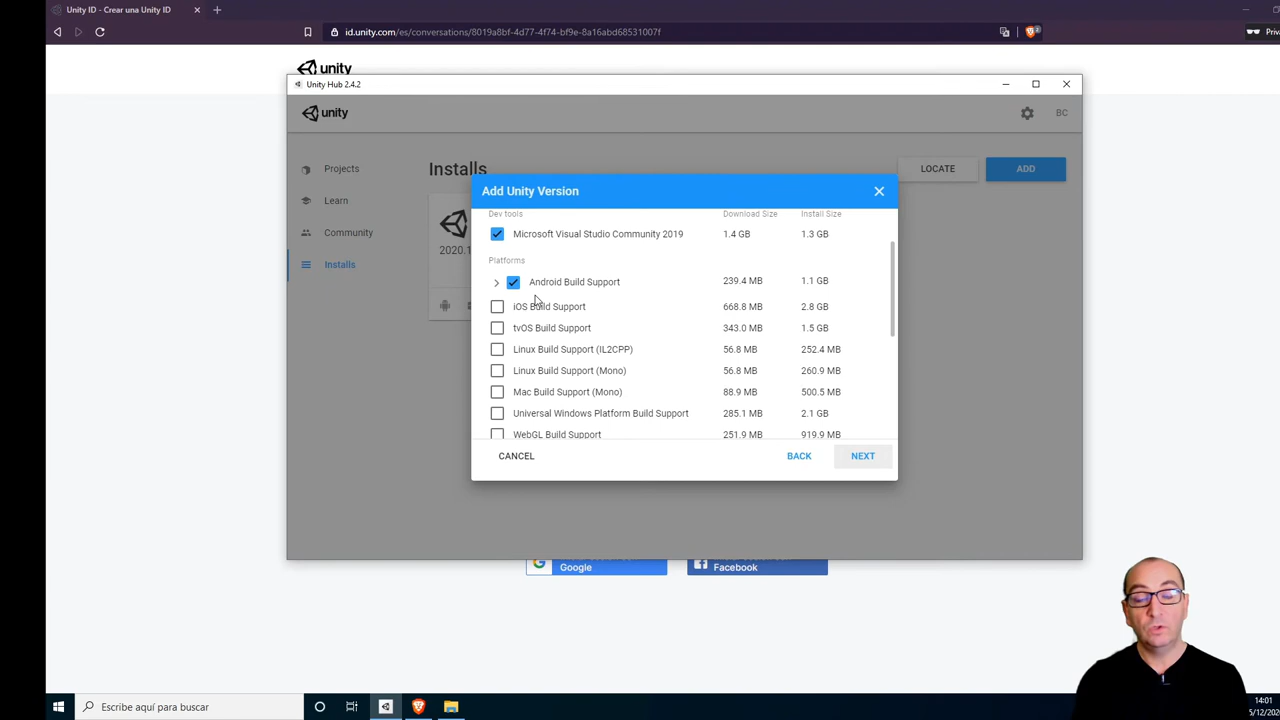 Unity ID - Crear una Unity ID
id.unity.com/es/conversations/8019a8bf-4d77-4f74-bf9e-8a16abd68531007f
Priva
unity
Unity Hub 2.4.2
unity
BC
Projects
Learn
Community
Installs
Installs
LOCATE
ADD
2020.1
Add Unity Version
Dev tools Download Size Install Size
Microsoft Visual Studio Community 2019 1.4 GB 1.3 GB
Platforms
Android Build Support 239.4 MB 1.1 GB
iOS Build Support 668.8 MB 2.8 GB
tvOS Build Support 343.0 MB 1.5 GB
Linux Build Support (IL2CPP) 56.8 MB 252.4 MB
Linux Build Support (Mono) 56.8 MB 260.9 MB
Mac Build Support (Mono) 88.9 MB 500.5 MB
Universal Windows Platform Build Support 285.1 MB 2.1 GB
WebGL Build Support 251.9 MB 919.9 MB
CANCEL BACK NEXT
Google
Facebook
Escribe aquí para buscar
14:01